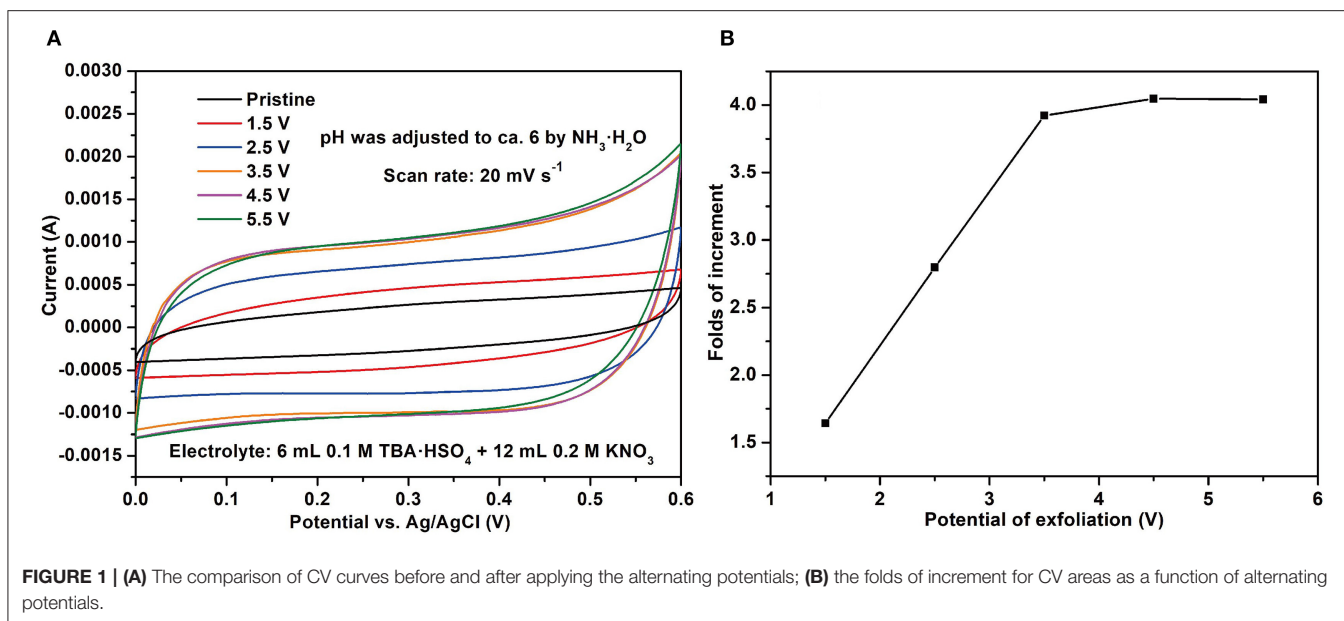 A
0.0030
0.0025
0.0020
0.0015
0.0010
0.0005
0.0000
-0.0005
-0.0010
-0.0015
Current (A)
Pristine
1.5 V
2.5 V
3.5 V
4.5 V
5.5 V
pH was adjusted to ca. 6 by NH₃·H₂O
Scan rate: 20 mV s⁻¹
Electrolyte: 6 mL 0.1 M TBA·HSO₄ + 12 mL 0.2 M KNO₃
0.0 0.1 0.2 0.3 0.4 0.5 0.6
Potential vs. Ag/AgCl (V)
B
4.0
3.5
3.0
2.5
2.0
1.5
Folds of increment
1 2 3 4 5 6
Potential of exfoliation (V)
FIGURE 1 | (A) The comparison of CV curves before and after applying the alternating potentials; (B) the folds of increment for CV areas as a function of alternating
potentials.